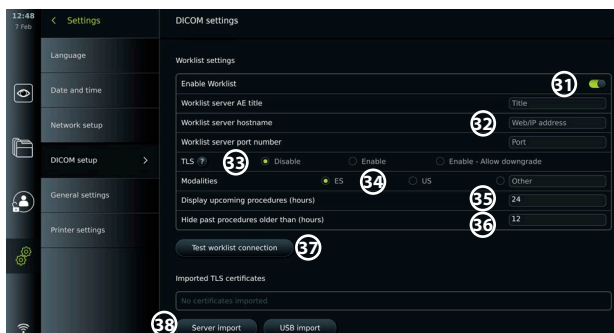 12:48
7 Feb
Settings
DICOM settings
Language
Date and time
Network setup
DICOM setup
General settings
Printer settings
Worklist settings
Enable Worklist 31
Worklist server AE title Title
Worklist server hostname 32 Web/IP address
Worklist server port number Port
TLS ? 33 Disable Enable Enable - Allow downgrade
Modalities ES 34 US Other
Display upcoming procedures (hours) 35 24
Hide past procedures older than (hours) 36 12
Test worklist connection 37
Imported TLS certificates
No certificates imported
38 Server import USB import